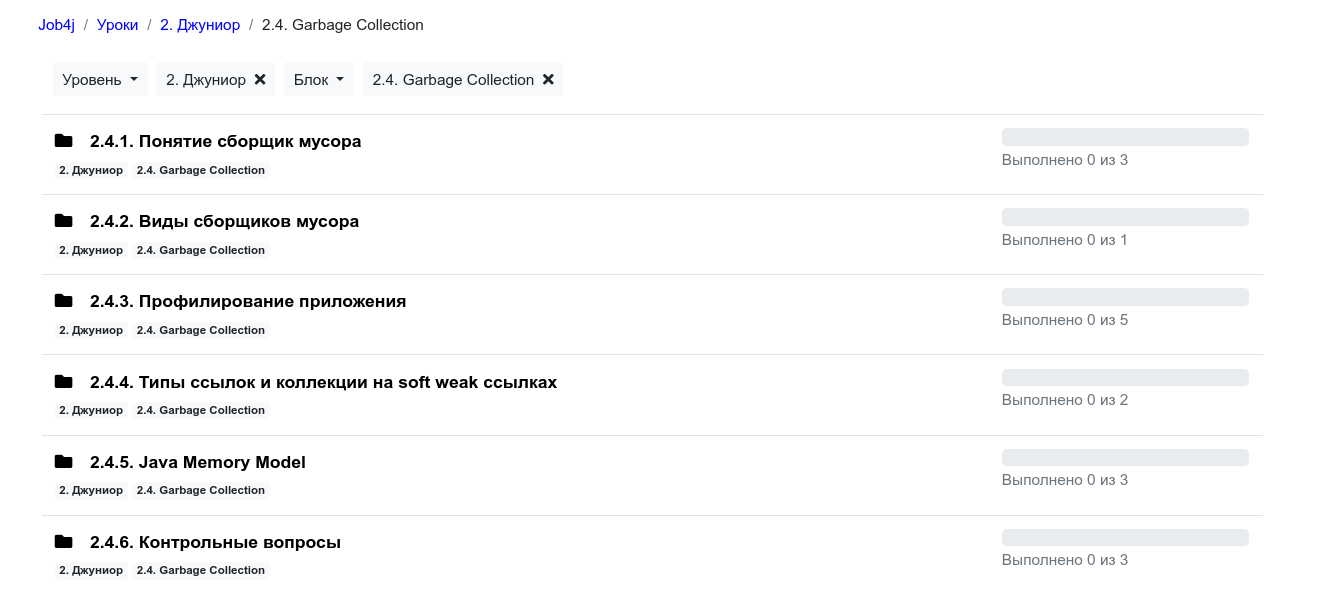 Job4j / Уроки / 2. Джуниор / 2.4. Garbage Collection
Уровень 2. Джуниор Блок 2.4. Garbage Collection
2.4.1. Понятие сборщик мусора
Выполнено 0 из 3
2. Джуниор 2.4. Garbage Collection
2.4.2. Виды сборщиков мусора
Выполнено 0 из 1
2. Джуниор 2.4. Garbage Collection
2.4.3. Профилирование приложения
Выполнено 0 из 5
2. Джуниор 2.4. Garbage Collection
2.4.4. Типы ссылок и коллекции на soft weak ссылках
Выполнено 0 из 2
2. Джуниор 2.4. Garbage Collection
2.4.5. Java Memory Model
Выполнено 0 из 3
2. Джуниор 2.4. Garbage Collection
2.4.6. Контрольные вопросы
Выполнено 0 из 3
2. Джуниор 2.4. Garbage Collection